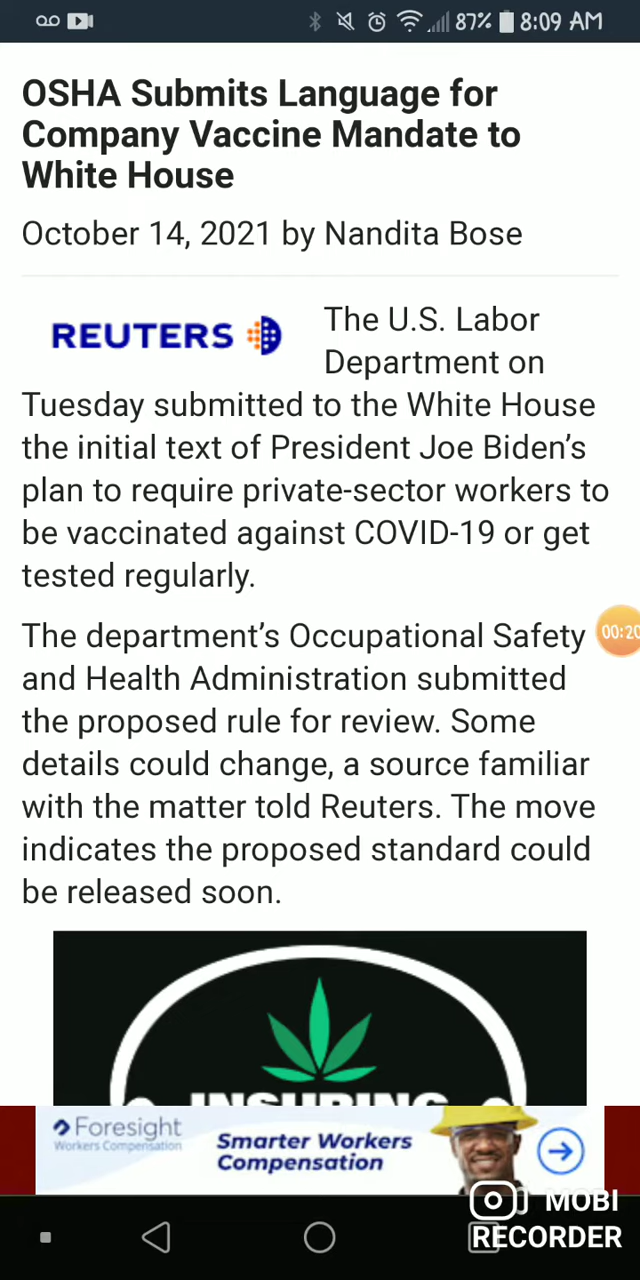 87% 8:09 AM
OSHA Submits Language for
Company Vaccine Mandate to
White House
October 14, 2021 by Nandita Bose
REUTERS
The U.S. Labor
Department on
Tuesday submitted to the White House
the initial text of President Joe Biden’s
plan to require private-sector workers to
be vaccinated against COVID-19 or get
tested regularly.
The department’s Occupational Safety
00:20
and Health Administration submitted
the proposed rule for review. Some
details could change, a source familiar
with the matter told Reuters. The move
indicates the proposed standard could
be released soon.
INSURING
Foresight
Workers Compensation
Smarter Workers
Compensation
MOBI
RECORDER